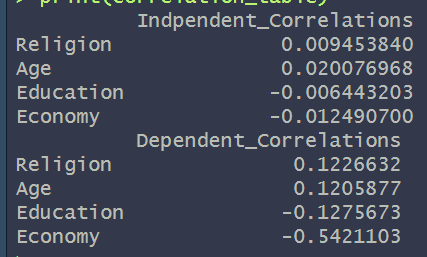 > print(correlation_table)
Indpendent_Correlations
Religion 0.009453840
Age 0.020076968
Education -0.006443203
Economy -0.012490700
Dependent_Correlations
Religion 0.1226632
Age 0.1205877
Education -0.1275673
Economy -0.5421103